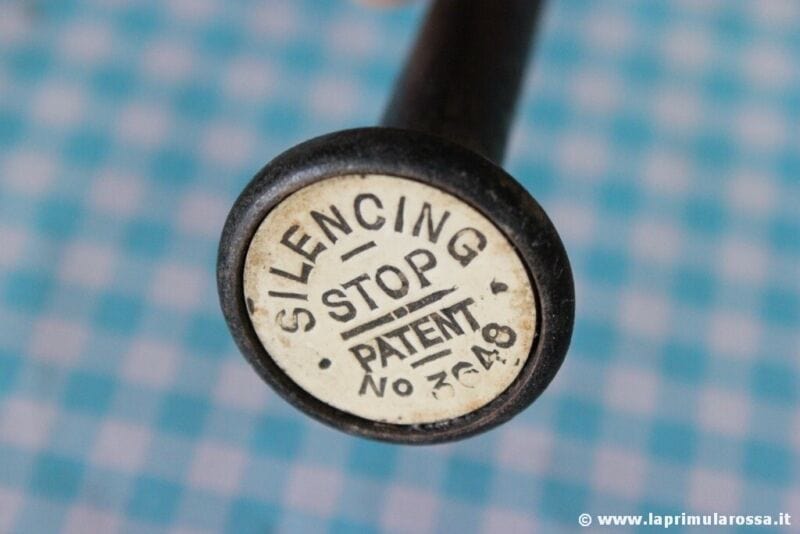 SILENCING
STOP
PATENT
No 3648
© www.laprimularossa.it